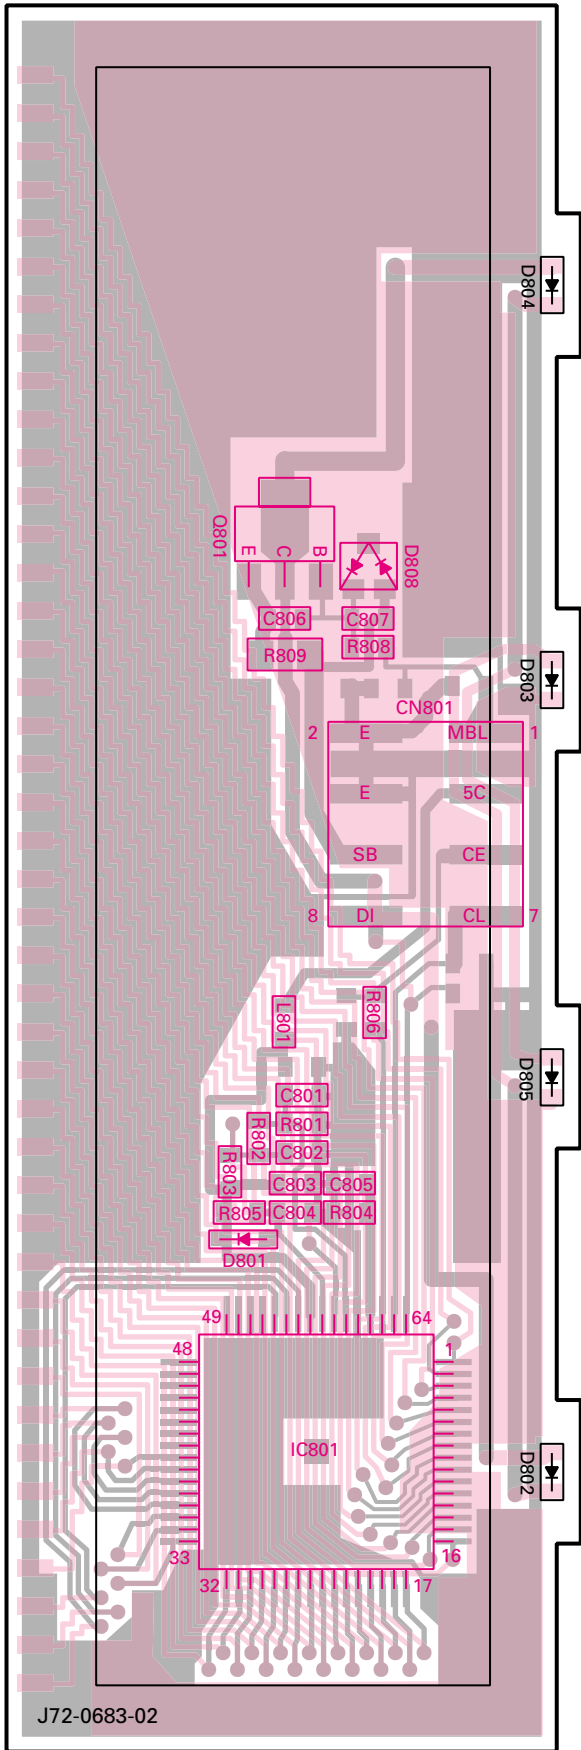 D804
Q801
E C B
D808
C806
C807
R809
R808
D803
CN801
2 E MBL 1
E 5C
SB CE
8 DI CL 7
L801
R806
D805
C801
R801
R802
C802
R803
C803 C805
R805 C804 R804
D801
49 64
48 1
IC801
D802
33 16
32 17
J72-0683-02